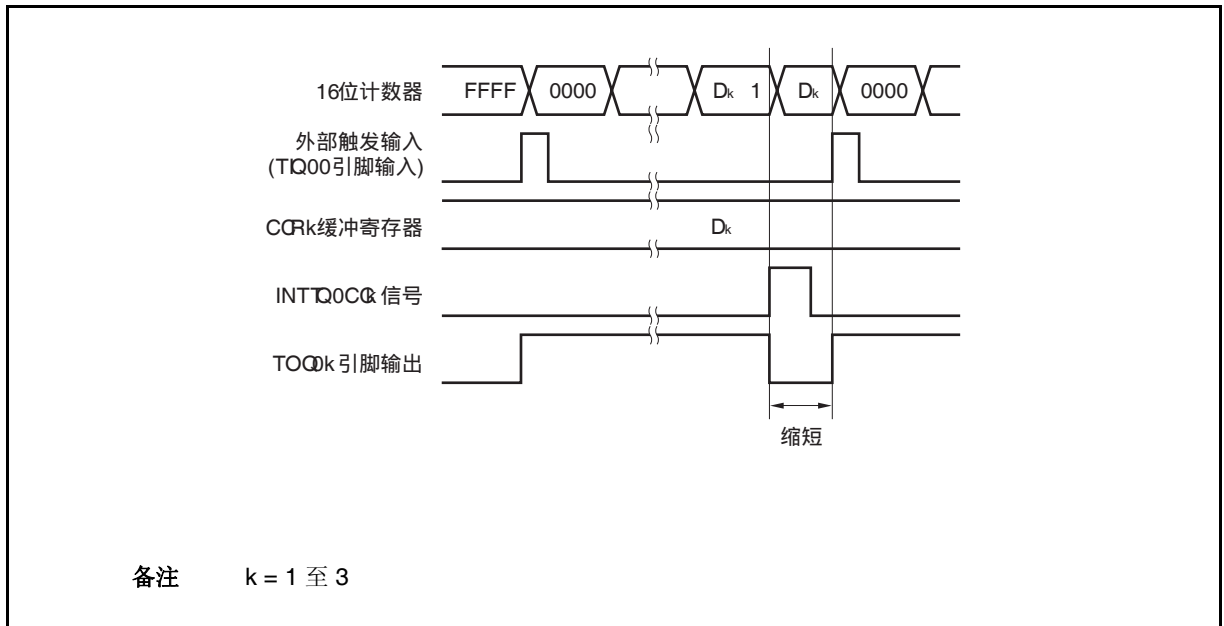 16位计数器 FFFF 0000 Dk 1 Dk 0000
外部触发输入
(TIQ00引脚输入)
CCRk缓冲寄存器 Dk
INTTQ0CCk 信号
TOQ0k 引脚输出
缩短
备注 k = 1 至 3